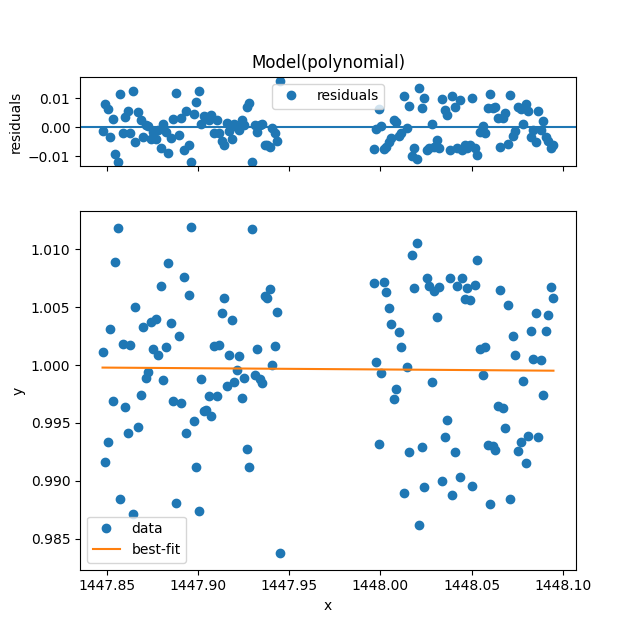 Model(polynomial)
residuals
0.01
0.00
−0.01
residuals
1.010
1.005
1.000
0.995
0.990
0.985
y
data
best-fit
1447.85 1447.90 1447.95 1448.00 1448.05 1448.10
x